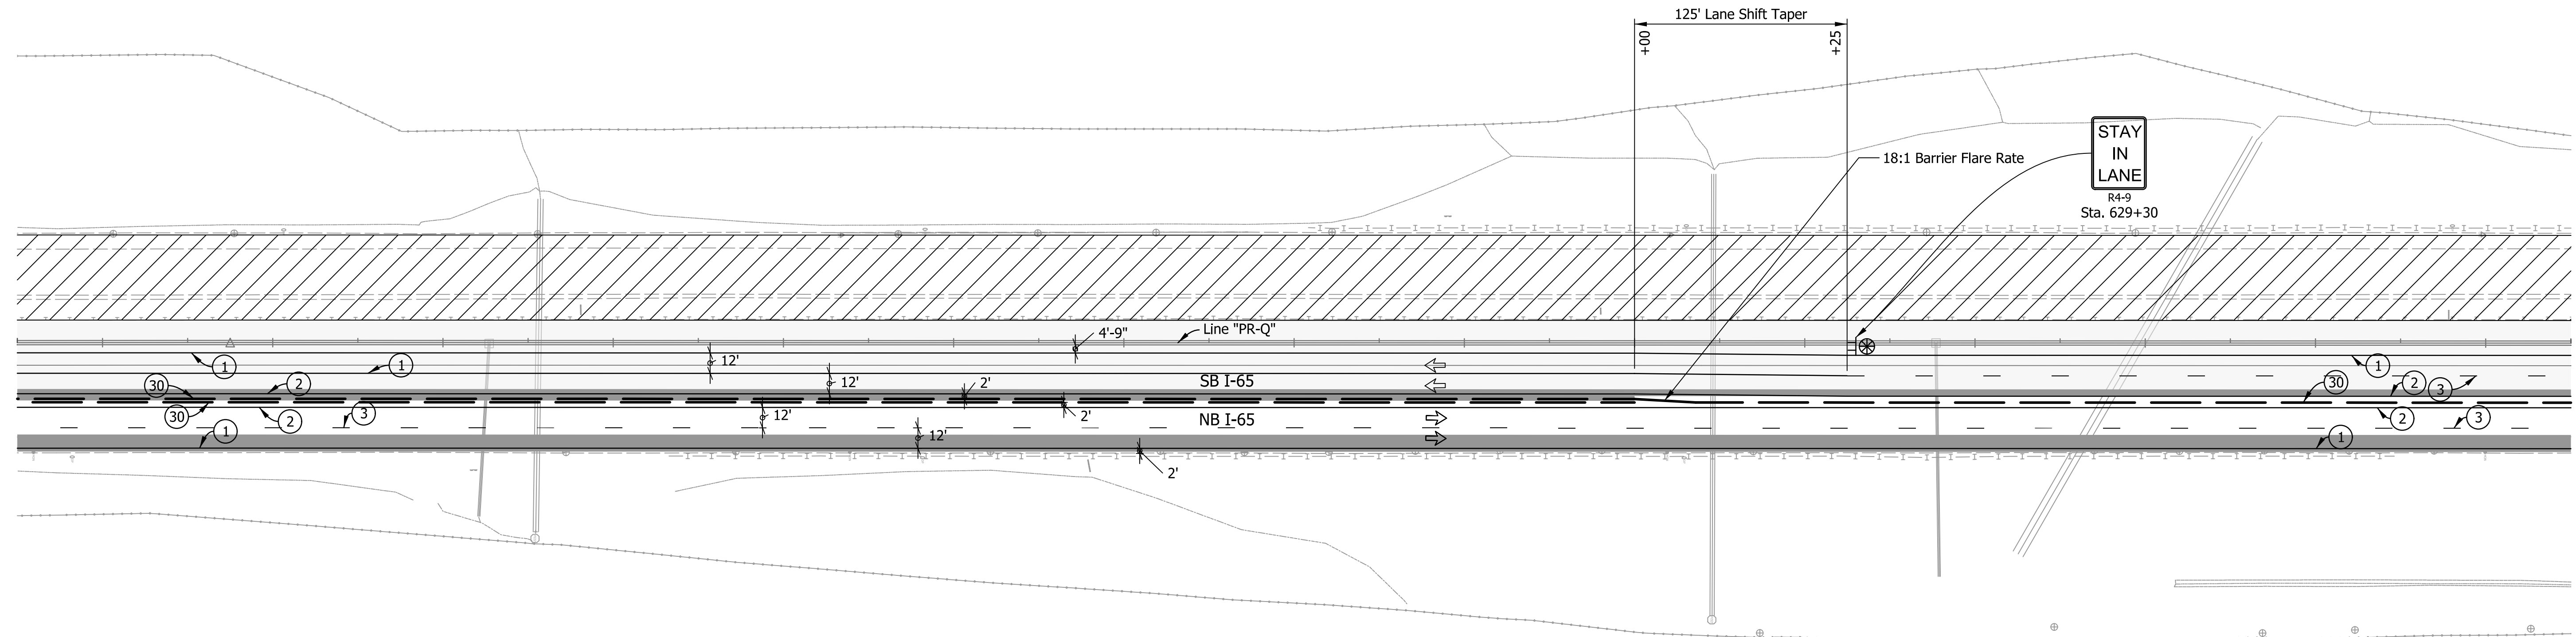 125' Lane Shift Taper
+00
+25
18:1 Barrier Flare Rate
STAY
IN
LANE
R4-9
Sta. 629+30
4'-9"
Line "PR-Q"
1
1
12'
SB I-65
1
30
2
12'
2'
30
2
3
30
2
3
12'
2'
NB I-65
2
3
1
12'
1
2'